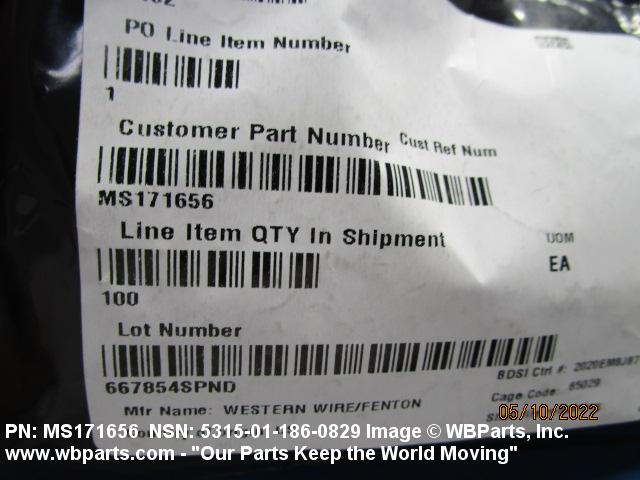 PO Line Item Number
1
Customer Part Number Cust Ref Num
MS171656
Line Item QTY In Shipment UOM
EA
100
Lot Number
667854SPND
BDSI Ctrl #:
Mfr Name: WESTERN WIRE/FENTON Cage Code: 65029
05/10/2022
PN: MS171656 NSN: 5315-01-186-0829 Image © WBParts, Inc.
www.wbparts.com - "Our Parts Keep the World Moving"